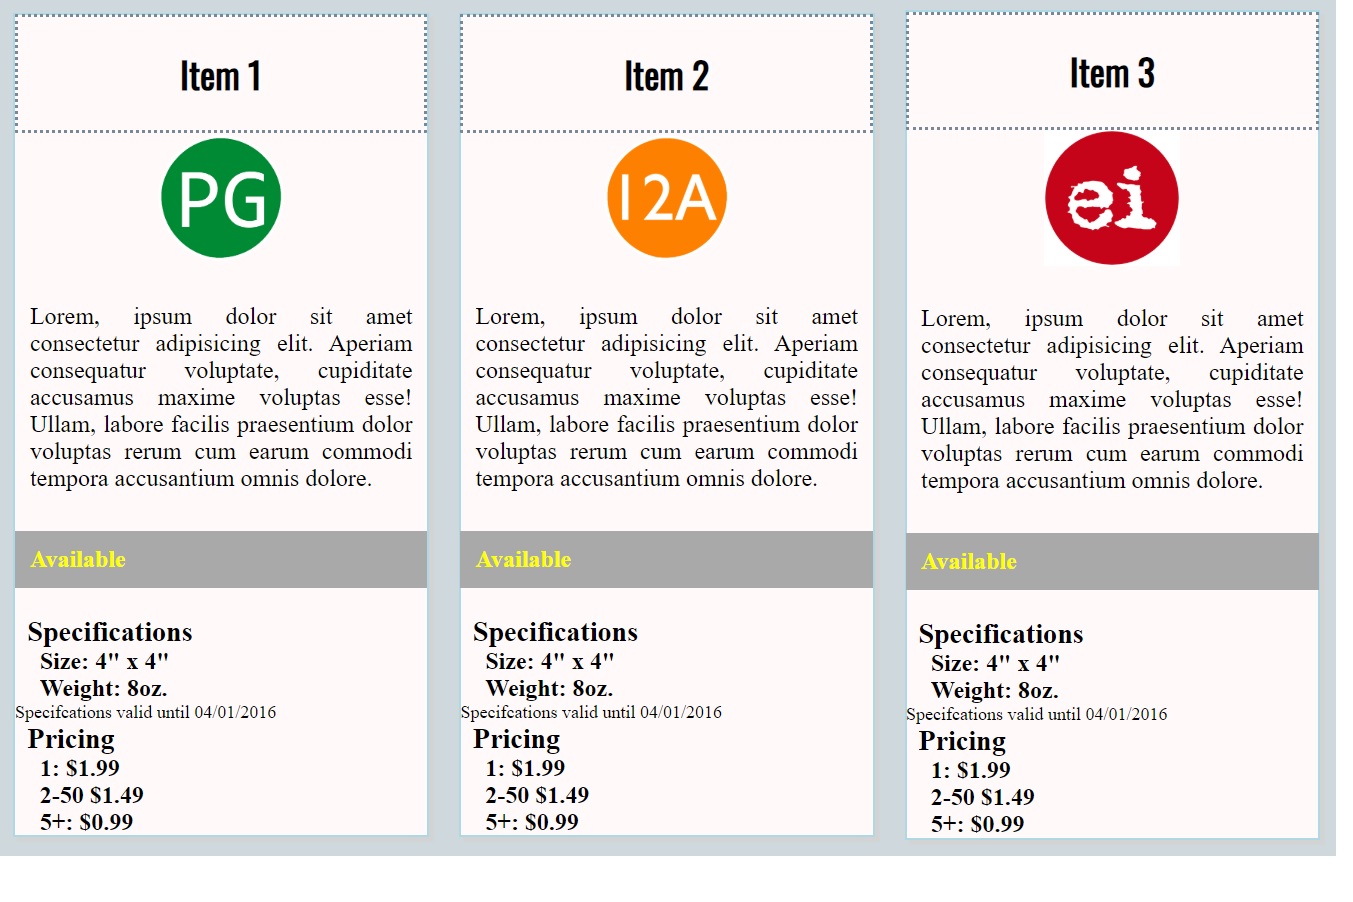 Item 1
PG
Lorem, ipsum dolor sit amet
consectetur adipisicing elit. Aperiam
consequatur voluptate, cupiditate
accusamus maxime voluptas esse!
Ullam, labore facilis praesentium dolor
voluptas rerum cum earum commodi
tempora accusantium omnis dolore.
Available
Specifications
Size: 4" x 4"
Weight: 8oz.
Specifcations valid until 04/01/2016
Pricing
1: $1.99
2-50 $1.49
5+: $0.99
Item 2
12A
Lorem, ipsum dolor sit amet
consectetur adipisicing elit. Aperiam
consequatur voluptate, cupiditate
accusamus maxime voluptas esse!
Ullam, labore facilis praesentium dolor
voluptas rerum cum earum commodi
tempora accusantium omnis dolore.
Available
Specifications
Size: 4" x 4"
Weight: 8oz.
Specifcations valid until 04/01/2016
Pricing
1: $1.99
2-50 $1.49
5+: $0.99
Item 3
ei
Lorem, ipsum dolor sit amet
consectetur adipisicing elit. Aperiam
consequatur voluptate, cupiditate
accusamus maxime voluptas esse!
Ullam, labore facilis praesentium dolor
voluptas rerum cum earum commodi
tempora accusantium omnis dolore.
Available
Specifications
Size: 4" x 4"
Weight: 8oz.
Specifcations valid until 04/01/2016
Pricing
1: $1.99
2-50 $1.49
5+: $0.99